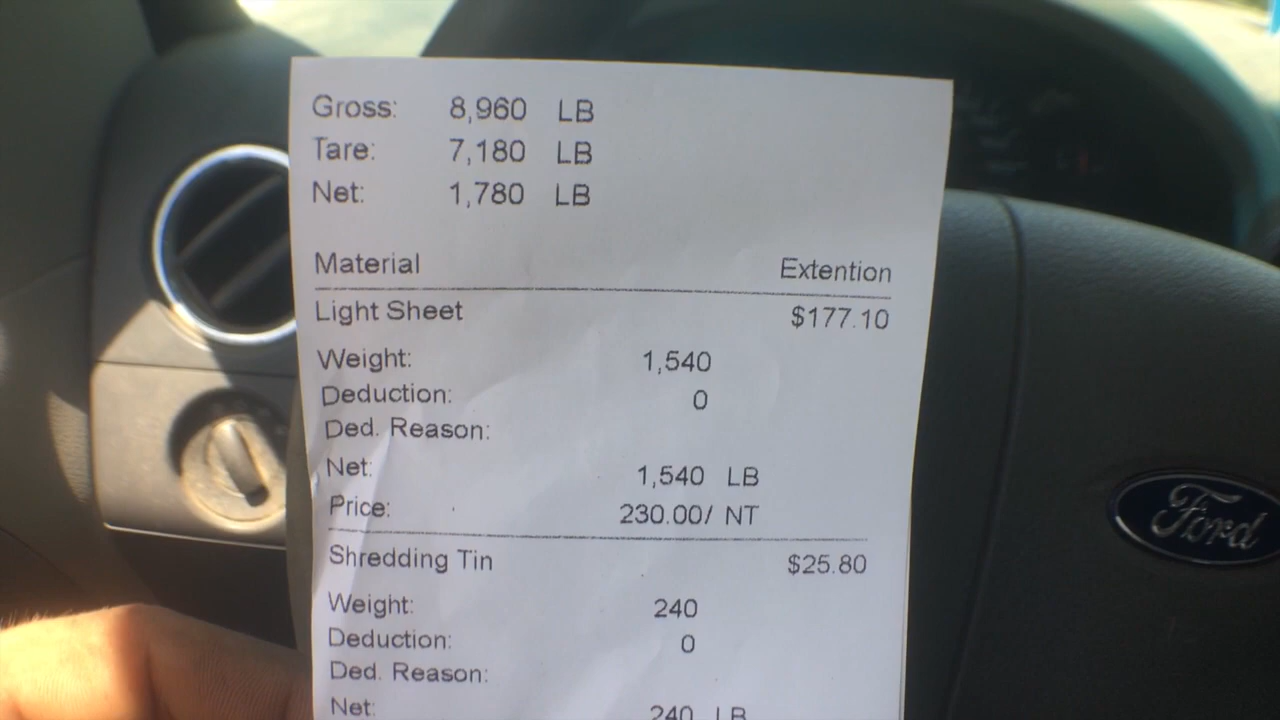 Gross: 8,960 LB
Tare: 7,180 LB
Net: 1,780 LB
Material Extention
Light Sheet $177.10
Weight: 1,540
Deduction: 0
Ded. Reason:
Net: 1,540 LB
Price: 230.00/ NT
Shredding Tin $25.80
Weight: 240
Deduction: 0
Ded. Reason:
Net: 240 LB
Ford